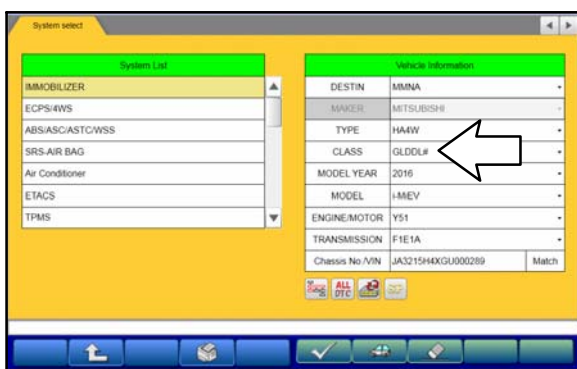 System select
System List
IMMOBILIZER
ECPS/4WS
ABS/ASC/ASTC/WSS
SRS-AIR BAG
Air Conditioner
ETACS
TPMS
Vehicle Information
DESTIN MMNA
MAKER MITSUBISHI
TYPE HA4W
CLASS GLDDL#
MODEL YEAR 2016
MODEL i-MiEV
ENGINE/MOTOR Y51
TRANSMISSION F1E1A
Chassis No./VIN JA3215H4XGU000289 Match
ALL
DTC